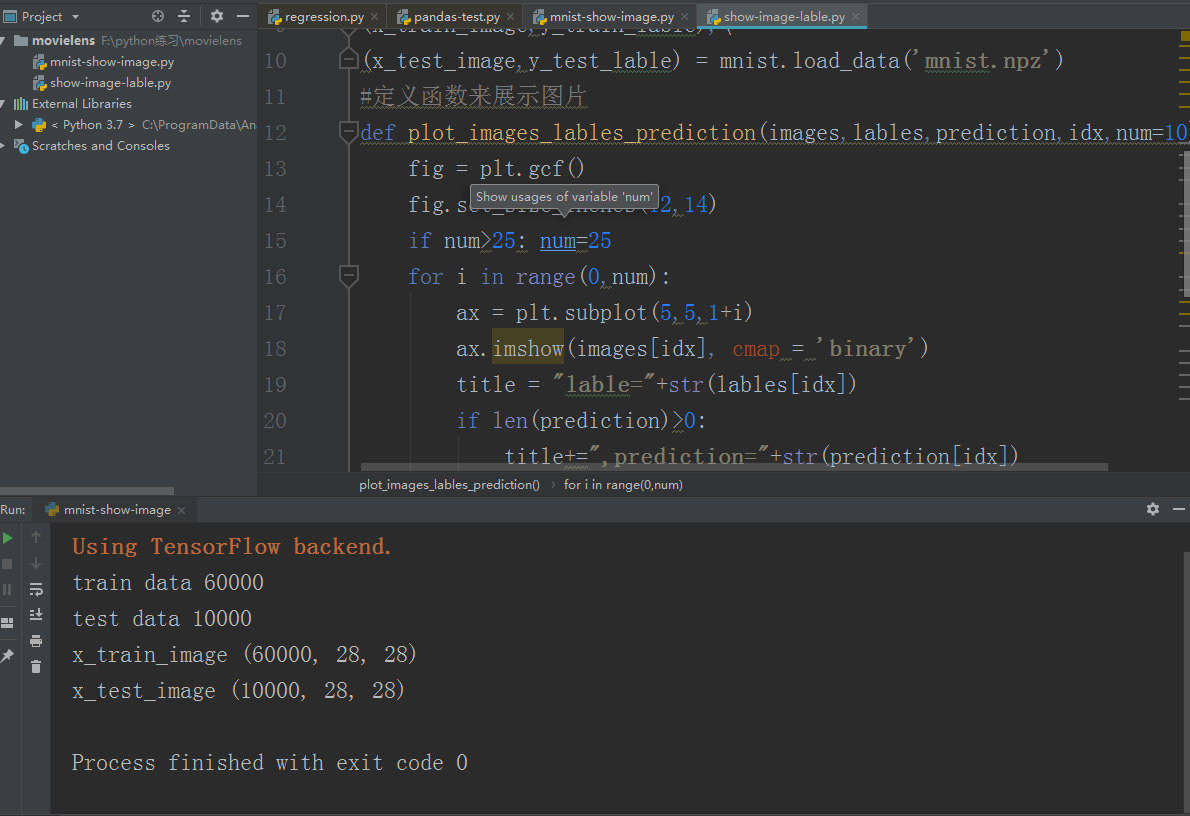 Project
regression.py
pandas-test.py
mnist-show-image.py
show-image-lable.py
movielens F:\python练习\movielens
mnist-show-image.py
show-image-lable.py
External Libraries
< Python 3.7 > C:\ProgramData\An
Scratches and Consoles
(x_train_image,y_train_lable), \
10 (x_test_image,y_test_lable) = mnist.load_data('mnist.npz')
11 #定义函数来展示图片
12 def plot_images_lables_prediction(images,lables,prediction,idx,num=10
13 fig = plt.gcf()
Show usages of variable 'num'
14 fig.set_size_inches(12,14)
15 if num>25: num=25
16 for i in range(0,num):
17 ax = plt.subplot(5,5,1+i)
18 ax.imshow(images[idx], cmap = 'binary')
19 title = "lable="+str(lables[idx])
20 if len(prediction)>0:
21 title+=",prediction="+str(prediction[idx])
plot_images_lables_prediction() › for i in range(0,num)
Run: mnist-show-image
Using TensorFlow backend.
train data 60000
test data 10000
x_train_image (60000, 28, 28)
x_test_image (10000, 28, 28)
Process finished with exit code 0